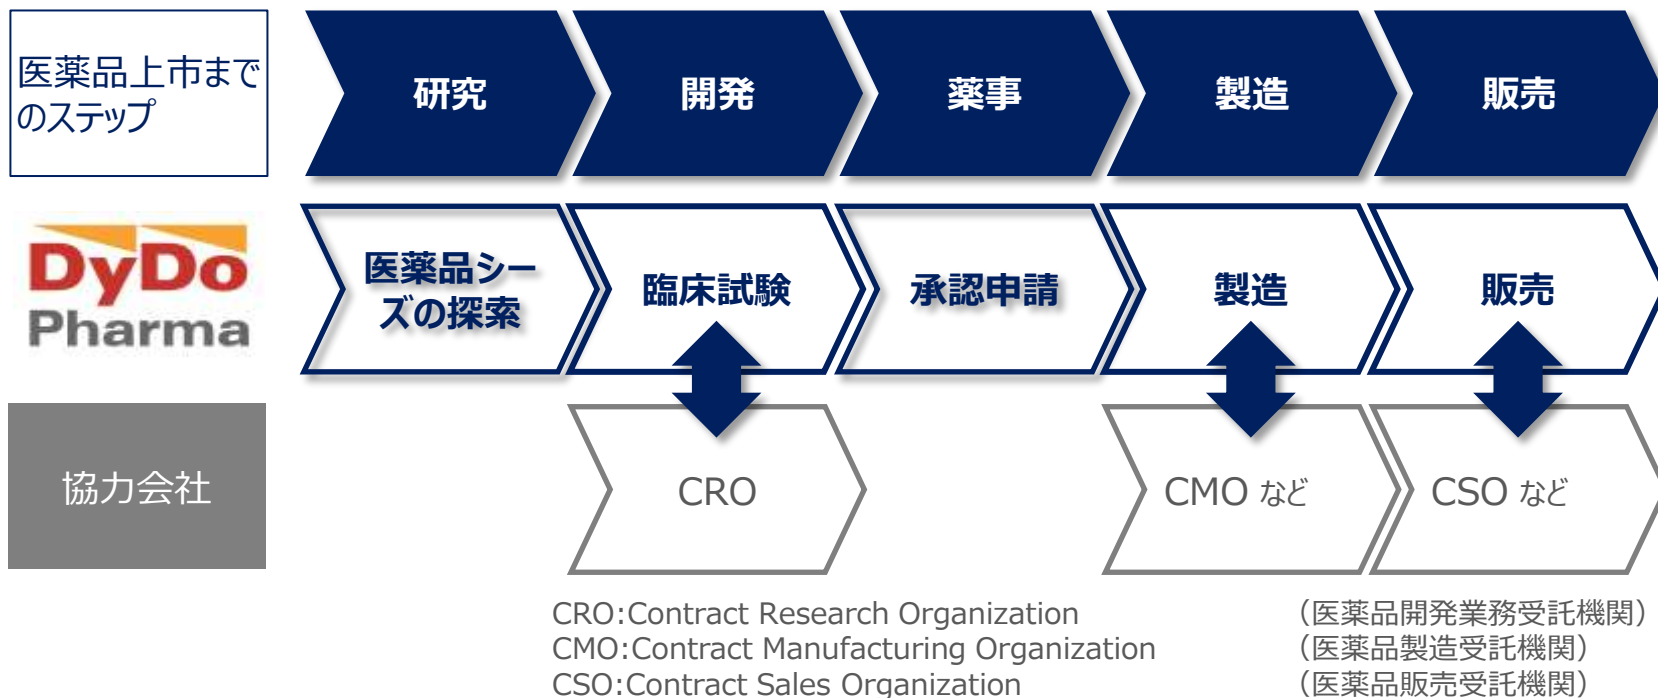 医薬品上市まで
のステップ
研究
開発
薬事
製造
販売
DyDo
Pharma
医薬品シー
ズの探索
臨床試験
承認申請
製造
販売
協力会社
CRO
CMO など
CSO など
CRO:Contract Research Organization （医薬品開発業務受託機関）
CMO:Contract Manufacturing Organization （医薬品製造受託機関）
CSO:Contract Sales Organization （医薬品販売受託機関）